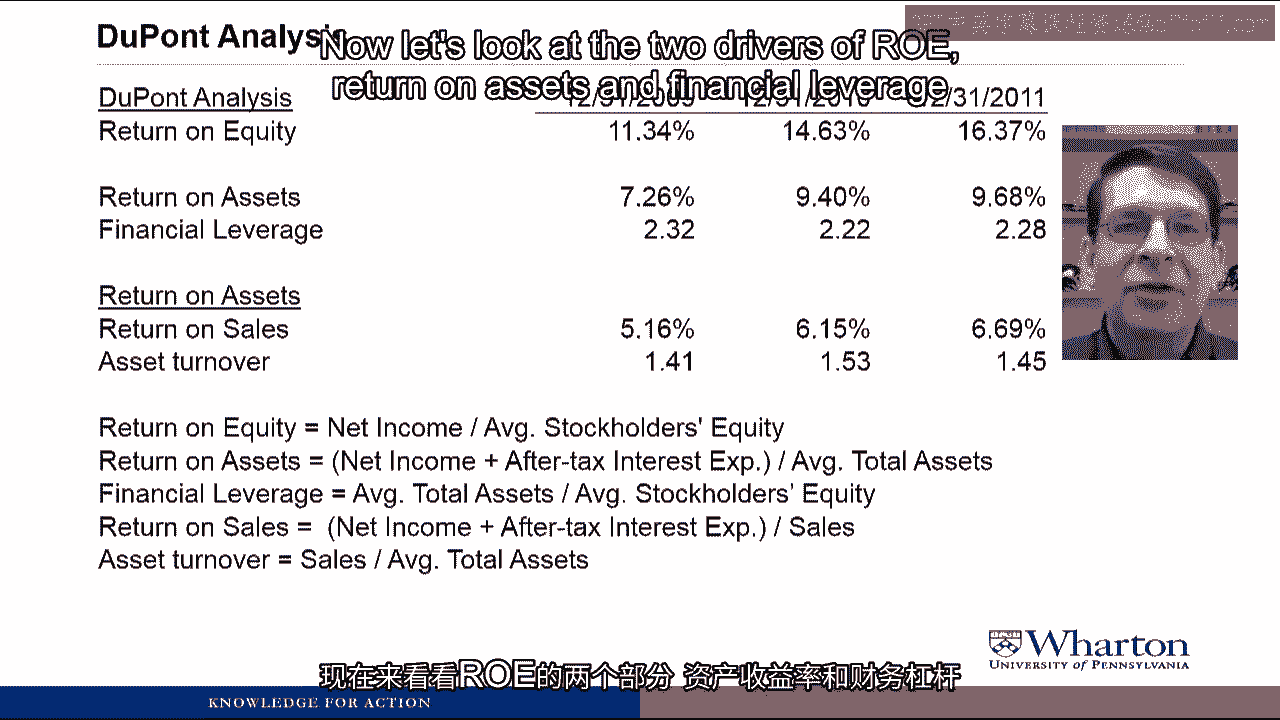 DuPont Analysis
Now let's look at the two drivers of ROE,
return on assets and financial leverage
DuPont Analysis 12/31/2011
Return on Equity 11.34% 14.63% 16.37%
Return on Assets 7.26% 9.40% 9.68%
Financial Leverage 2.32 2.22 2.28
Return on Assets
Return on Sales 5.16% 6.15% 6.69%
Asset turnover 1.41 1.53 1.45
Return on Equity = Net Income / Avg. Stockholders' Equity
Return on Assets = (Net Income + After-tax Interest Exp.) / Avg. Total Assets
Financial Leverage = Avg. Total Assets / Avg. Stockholders' Equity
Return on Sales = (Net Income + After-tax Interest Exp.) / Sales
Asset turnover = Sales / Avg. Total Assets
Wharton
UNIVERSITY of PENNSYLVANIA
现在来看看ROE的两个部分 资产收益率和财务杠杆
KNOWLEDGE FOR ACTION